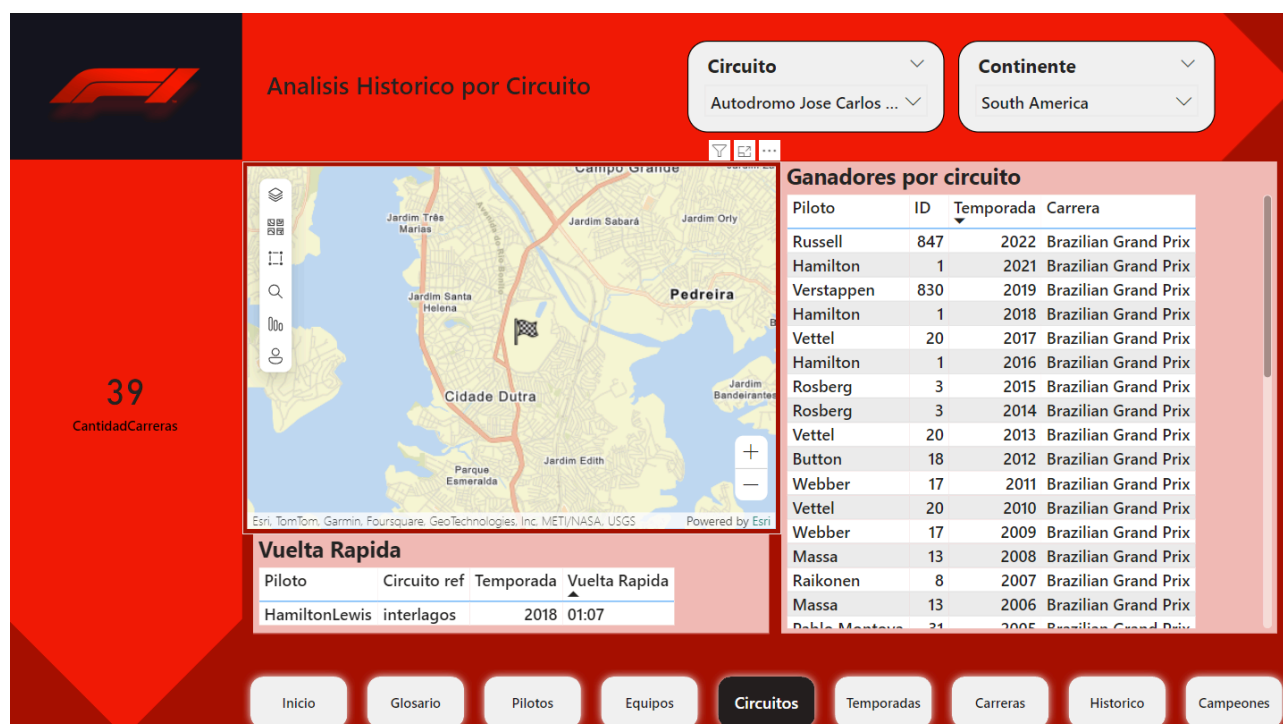 Analisis Historico por Circuito
Circuito
Autodromo Jose Carlos ...
Continente
South America
39
CantidadCarreras
Campo Grande
Jardim Três
Marias
Jardim Sabará
Jardim Orly
Jardim Santa
Helena
Pedreira
Cidade Dutra
Jardim
Bandeirantes
Parque
Esmeralda
Jardim Edith
Esri, TomTom, Garmin, Foursquare, GeoTechnologies, Inc, METI/NASA, USGS
Powered by Esri
Vuelta Rapida
Piloto Circuito ref Temporada Vuelta Rapida
HamiltonLewis interlagos 2018 01:07
Ganadores por circuito
Piloto ID Temporada Carrera
Russell 847 2022 Brazilian Grand Prix
Hamilton 1 2021 Brazilian Grand Prix
Verstappen 830 2019 Brazilian Grand Prix
Hamilton 1 2018 Brazilian Grand Prix
Vettel 20 2017 Brazilian Grand Prix
Hamilton 1 2016 Brazilian Grand Prix
Rosberg 3 2015 Brazilian Grand Prix
Rosberg 3 2014 Brazilian Grand Prix
Vettel 20 2013 Brazilian Grand Prix
Button 18 2012 Brazilian Grand Prix
Webber 17 2011 Brazilian Grand Prix
Vettel 20 2010 Brazilian Grand Prix
Webber 17 2009 Brazilian Grand Prix
Massa 13 2008 Brazilian Grand Prix
Raikonen 8 2007 Brazilian Grand Prix
Massa 13 2006 Brazilian Grand Prix
Pablo Montoya 31 2005 Brazilian Grand Prix
Inicio
Glosario
Pilotos
Equipos
Circuitos
Temporadas
Carreras
Historico
Campeones